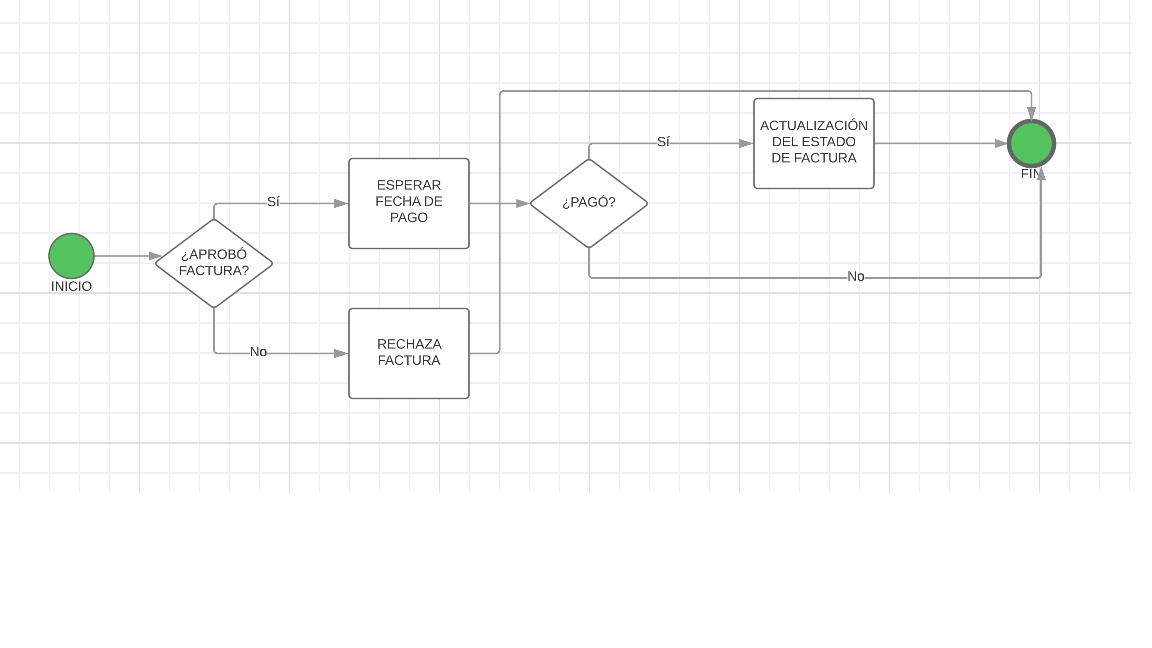 INICIO
¿APROBÓ
FACTURA?
Sí
No
ESPERAR
FECHA DE
PAGO
RECHAZA
FACTURA
¿PAGÓ?
Sí
No
ACTUALIZACIÓN
DEL ESTADO
DE FACTURA
FIN